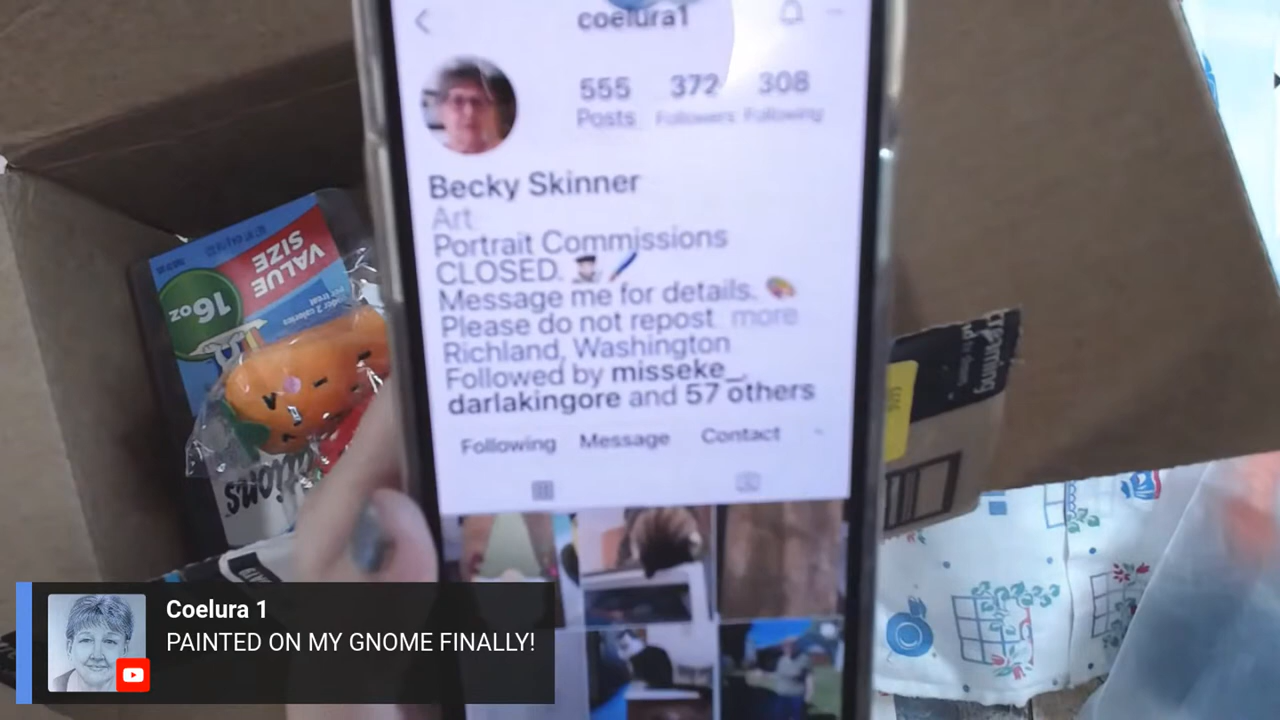 coelura1
555 372 308
Posts Followers Following
Becky Skinner
Art
Portrait Commissions
CLOSED.
Message me for details.
Please do not repost more
Richland, Washington
Followed by misseke_,
darlakingore and 57 others
Following Message Contact
VALUE
SIZE
16oz
Coelura 1
PAINTED ON MY GNOME FINALLY!